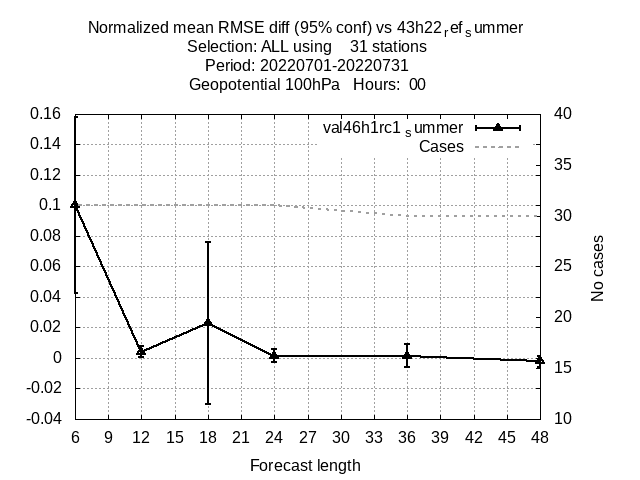 Normalized mean RMSE diff (95% conf) vs 43h22refsummer
Selection: ALL using    31 stations
Period: 20220701-20220731
Geopotential 100hPa   Hours:  00
0.16
0.14
0.12
0.1
0.08
0.06
0.04
0.02
0
-0.02
-0.04
val46h1rc1summer
Cases
40
35
30
25
20
15
10
No cases
6 9 12 15 18 21 24 27 30 33 36 39 42 45 48
Forecast length